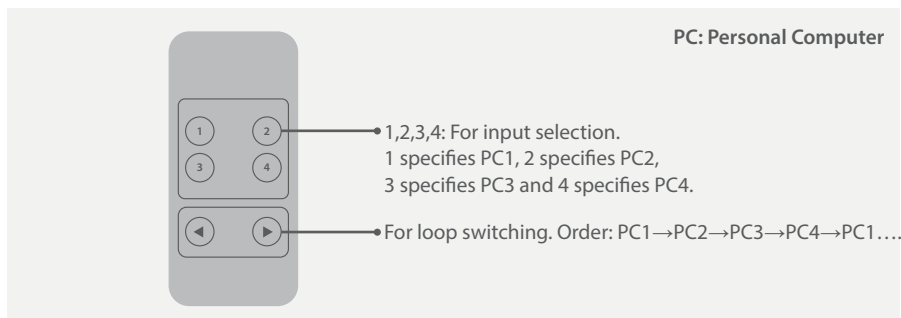 PC: Personal Computer
1
2
3
4
1,2,3,4: For input selection.
1 specifies PC1, 2 specifies PC2,
3 specifies PC3 and 4 specifies PC4.
For loop switching. Order: PC1→PC2→PC3→PC4→PC1....